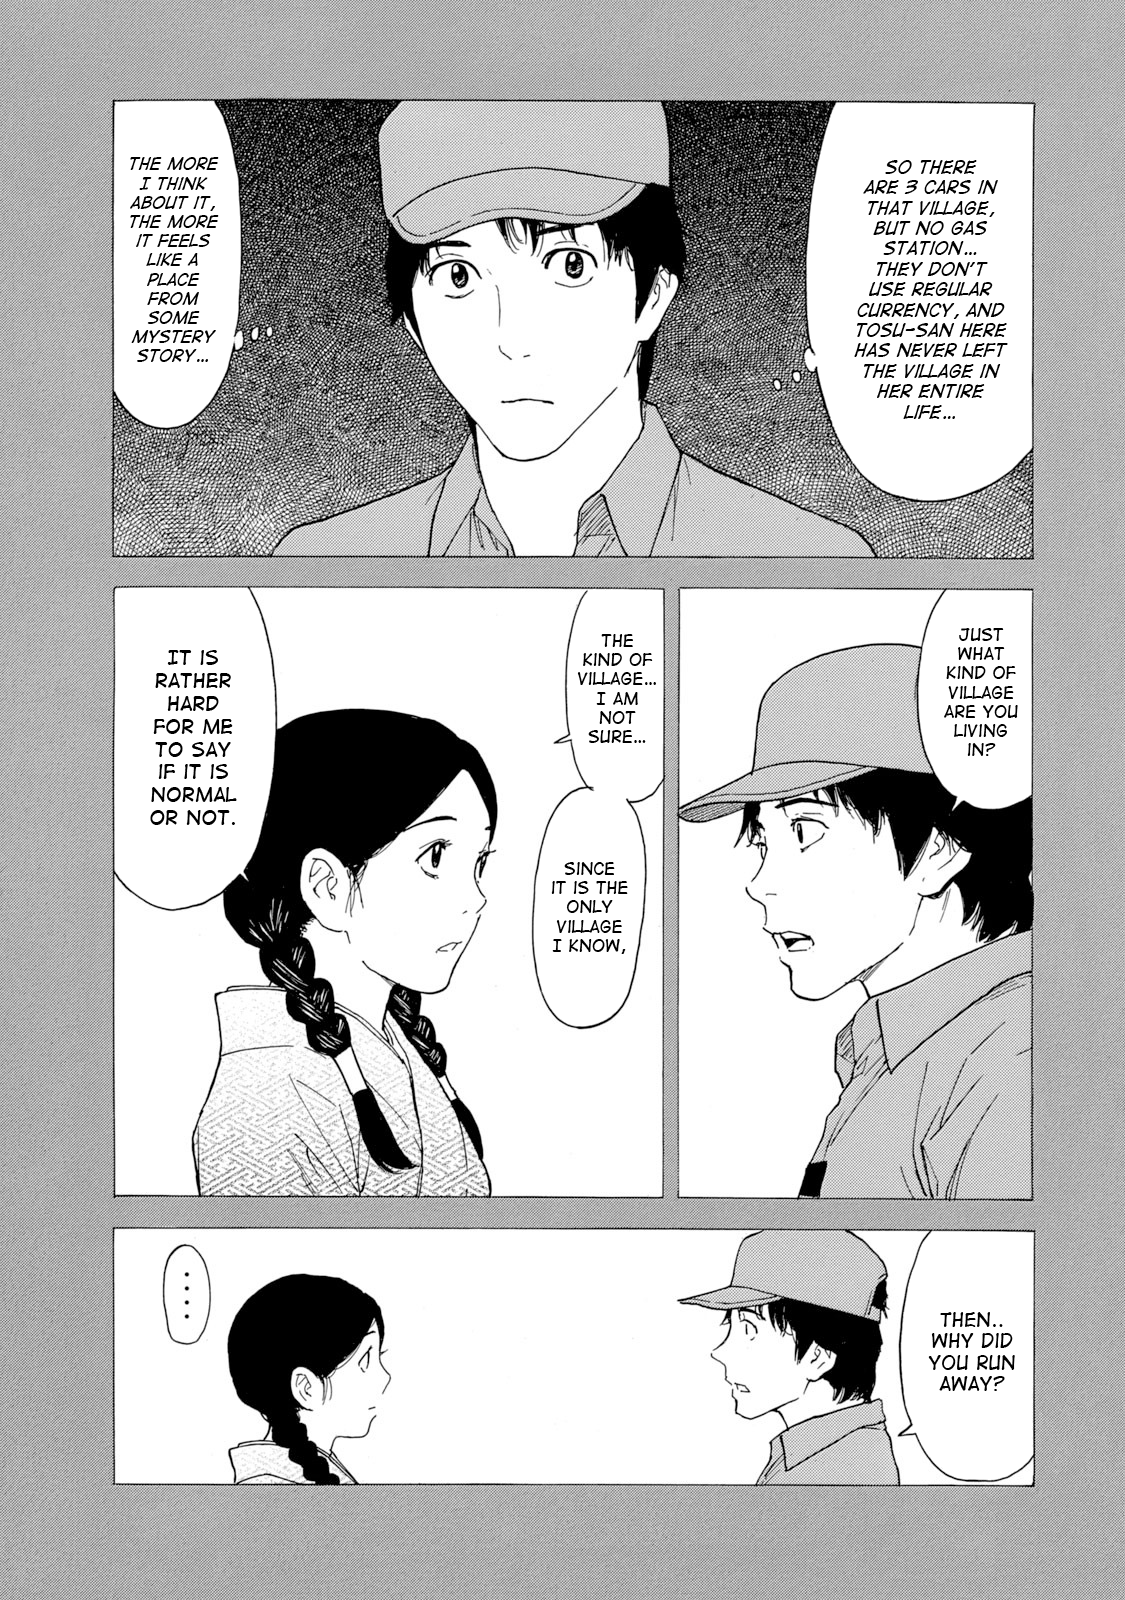 SO THERE
ARE 3 CARS IN
THAT VILLAGE,
BUT NO GAS
STATION...
THEY DON'T
USE REGULAR
CURRENCY, AND
TOSU-SAN HERE
HAS NEVER LEFT
THE VILLAGE IN
HER ENTIRE
LIFE...
THE MORE
I THINK
ABOUT IT,
THE MORE
IT FEELS
LIKE A
PLACE
FROM
SOME
MYSTERY
STORY...
JUST
WHAT
KIND OF
VILLAGE
ARE YOU
LIVING
IN?
THE
KIND OF
VILLAGE...
I AM
NOT
SURE...
SINCE
IT IS THE
ONLY
VILLAGE
I KNOW,
IT IS
RATHER
HARD
FOR ME
TO SAY
IF IT IS
NORMAL
OR NOT.
THEN..
WHY DID
YOU RUN
AWAY?
....